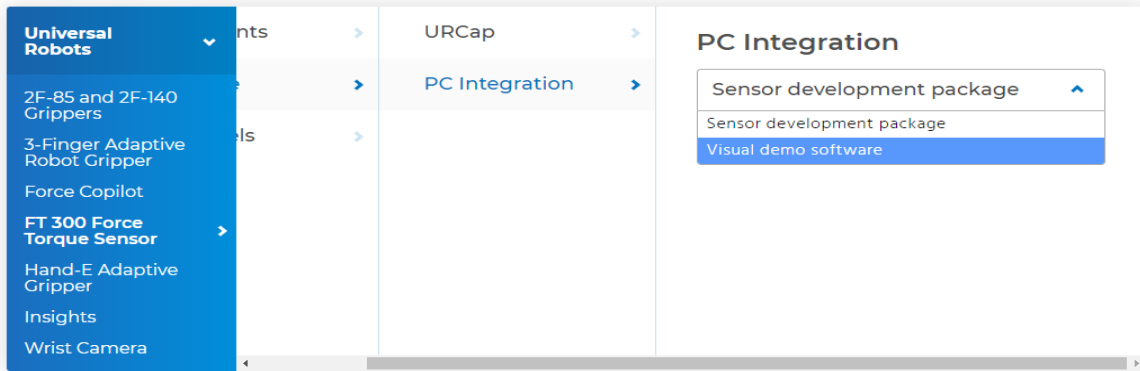 Universal
Robots
2F-85 and 2F-140
Grippers
3-Finger Adaptive
Robot Gripper
Force Copilot
FT 300 Force
Torque Sensor
Hand-E Adaptive
Gripper
Insights
Wrist Camera
nts
e
els
URCap
PC Integration
PC Integration
Sensor development package
Sensor development package
Visual demo software